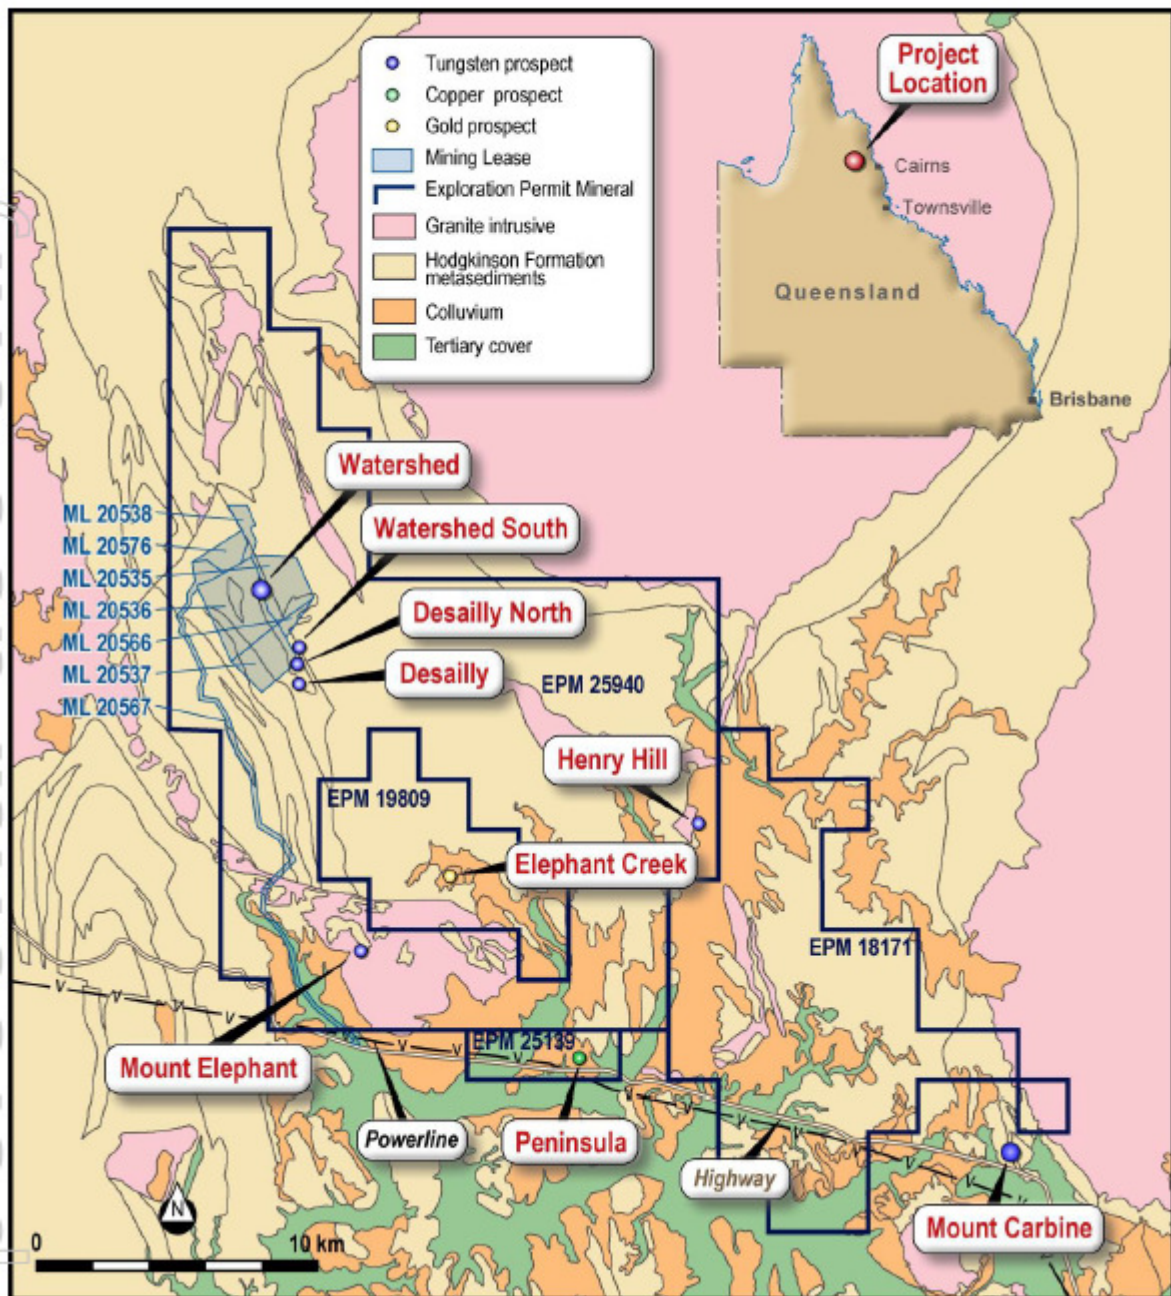 Tungsten prospect
Copper prospect
Gold prospect
Mining Lease
Exploration Permit Mineral
Granite intrusive
Hodgkinson Formation
metasediments
Colluvium
Tertiary cover
Project
Location
Cairns
Townsville
Queensland
Brisbane
Watershed
Watershed South
Desailly North
Desailly
ML 20538
ML 20576
ML 20535
ML 20536
ML 20566
ML 20537
ML 20567
EPM 25940
Henry Hill
EPM 19809
Elephant Creek
EPM 18171
EPM 25139
Mount Elephant
Powerline
Peninsula
Highway
Mount Carbine
N
0
10 km
V V V V V V V V V V V V V